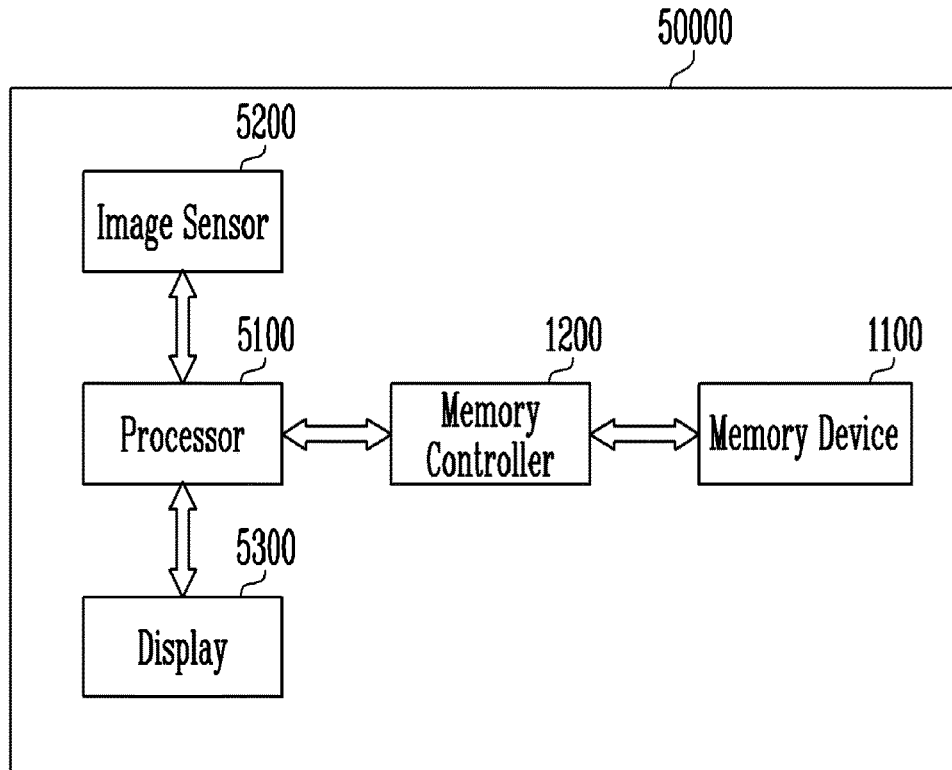 50000
5200
Image Sensor
5100
Processor
1200
Memory
Controller
1100
Memory Device
5300
Display